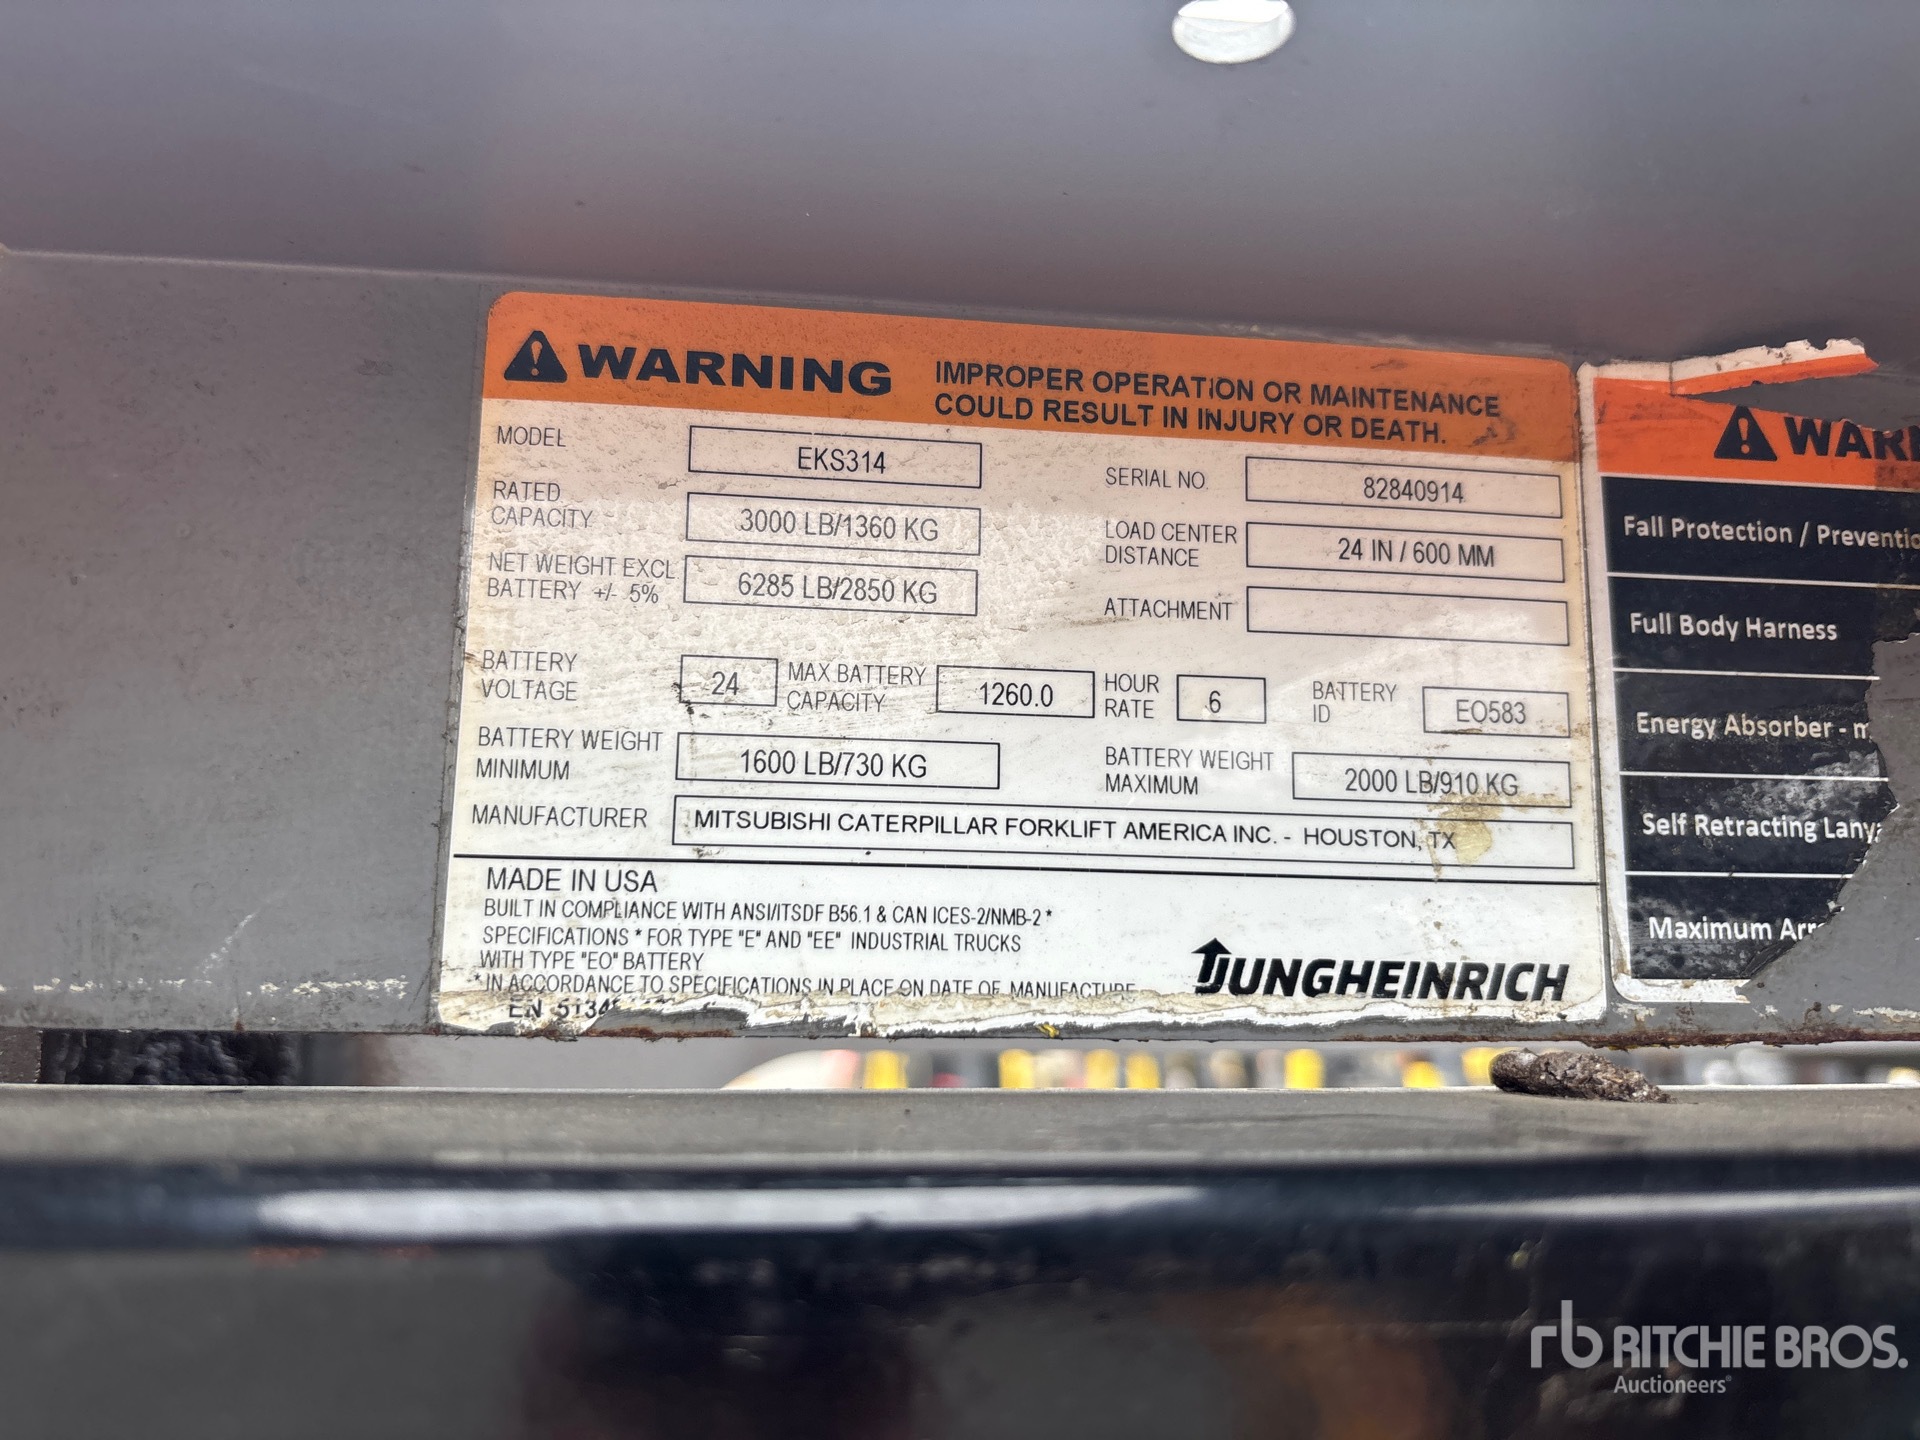 WARNING
IMPROPER OPERATION OR MAINTENANCE
COULD RESULT IN INJURY OR DEATH.
MODEL EKS314
SERIAL NO. 82840914
RATED CAPACITY 3000 LB/1360 KG
LOAD CENTER DISTANCE 24 IN / 600 MM
NET WEIGHT EXCL BATTERY +/- 5% 6285 LB/2850 KG
ATTACHMENT
BATTERY VOLTAGE 24 MAX BATTERY CAPACITY 1260.0 HOUR RATE 6 BATTERY ID EO583
BATTERY WEIGHT MINIMUM 1600 LB/730 KG
BATTERY WEIGHT MAXIMUM 2000 LB/910 KG
MANUFACTURER MITSUBISHI CATERPILLAR FORKLIFT AMERICA INC. - HOUSTON, TX
MADE IN USA
BUILT IN COMPLIANCE WITH ANSI/ITSDF B56.1 & CAN ICES-2/NMB-2 *
SPECIFICATIONS * FOR TYPE "E" AND "EE" INDUSTRIAL TRUCKS
WITH TYPE "EO" BATTERY
*IN ACCORDANCE TO SPECIFICATIONS IN PLACE ON DATE OF MANUFACTURE
EN
JUNGHEINRICH
Fall Protection /
Full Body Harness
Energy Absorber -
Self Retracting
Maximum
rb RITCHIE BROS.
Auctioneers